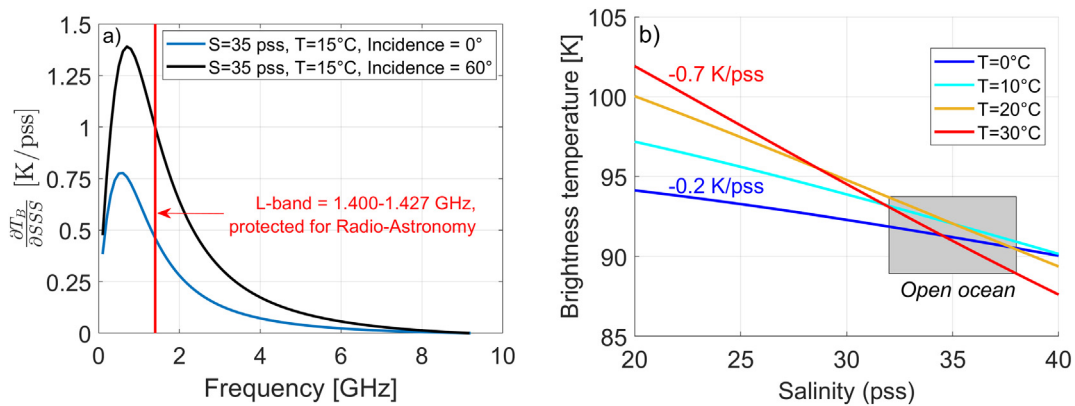 a)
S=35 pss, T=15°C, Incidence = 0°
S=35 pss, T=15°C, Incidence = 60°
L-band = 1.400-1.427 GHz,
protected for Radio-Astronomy
∂T_B/∂SSS [K/pss]
1.5
1.25
1
0.75
0.5
0.25
0
0 2 4 6 8 10
Frequency [GHz]
b)
T=0°C
T=10°C
T=20°C
T=30°C
-0.7 K/pss
-0.2 K/pss
Open ocean
Brightness temperature [K]
105
100
95
90
85
20 25 30 35 40
Salinity (pss)